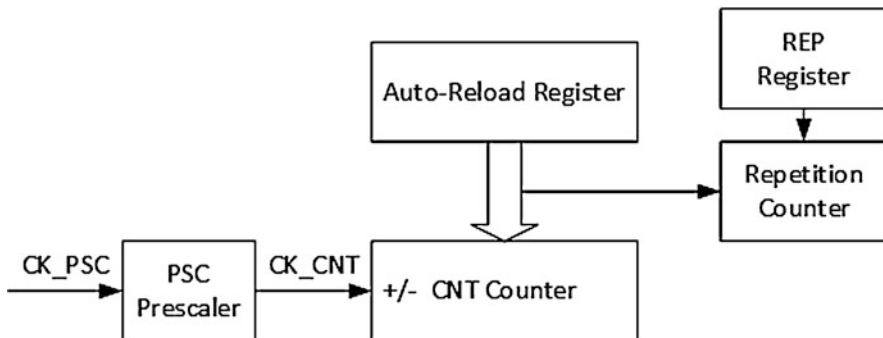 REP
Register
Auto-Reload Register
Repetition
Counter
CK_PSC
PSC
Prescaler
CK_CNT
+/- CNT Counter